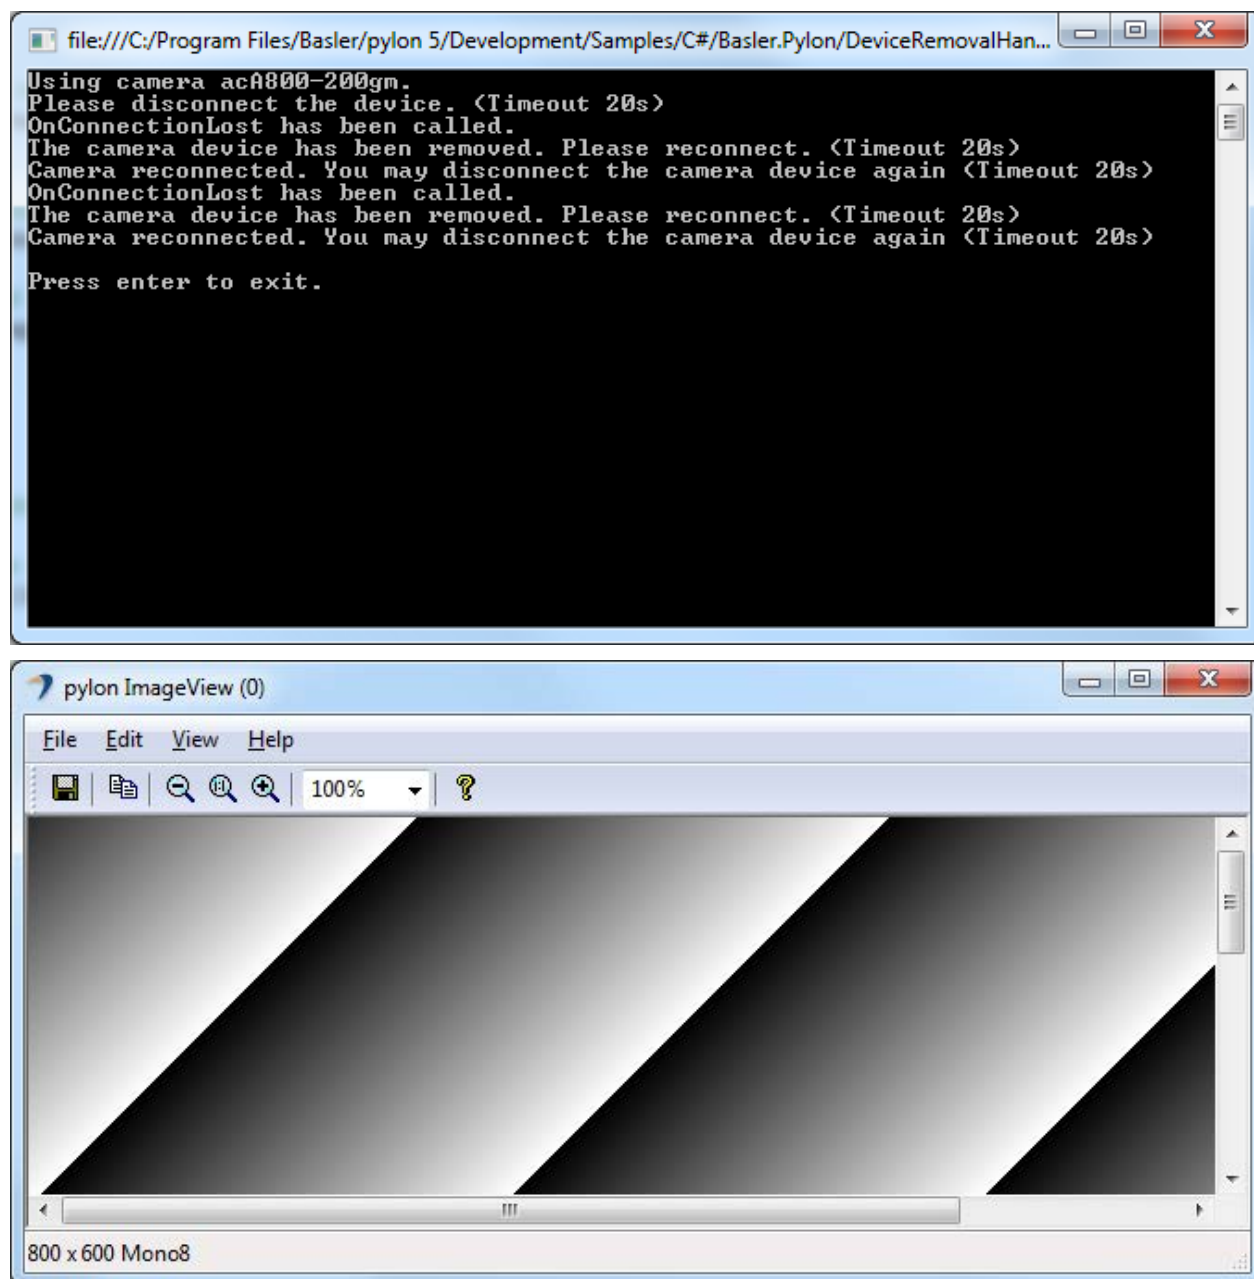 file:///C:/Program Files/Basler/pylon 5/Development/Samples/C#/Basler.Pylon/DeviceRemovalHan...
Using camera acA800-200gm.
Please disconnect the device. (Timeout 20s)
OnConnectionLost has been called.
The camera device has been removed. Please reconnect. (Timeout 20s)
Camera reconnected. You may disconnect the camera device again (Timeout 20s)
OnConnectionLost has been called.
The camera device has been removed. Please reconnect. (Timeout 20s)
Camera reconnected. You may disconnect the camera device again (Timeout 20s)
Press enter to exit.
pylon ImageView (0)
File Edit View Help
100%
800 x 600 Mono8